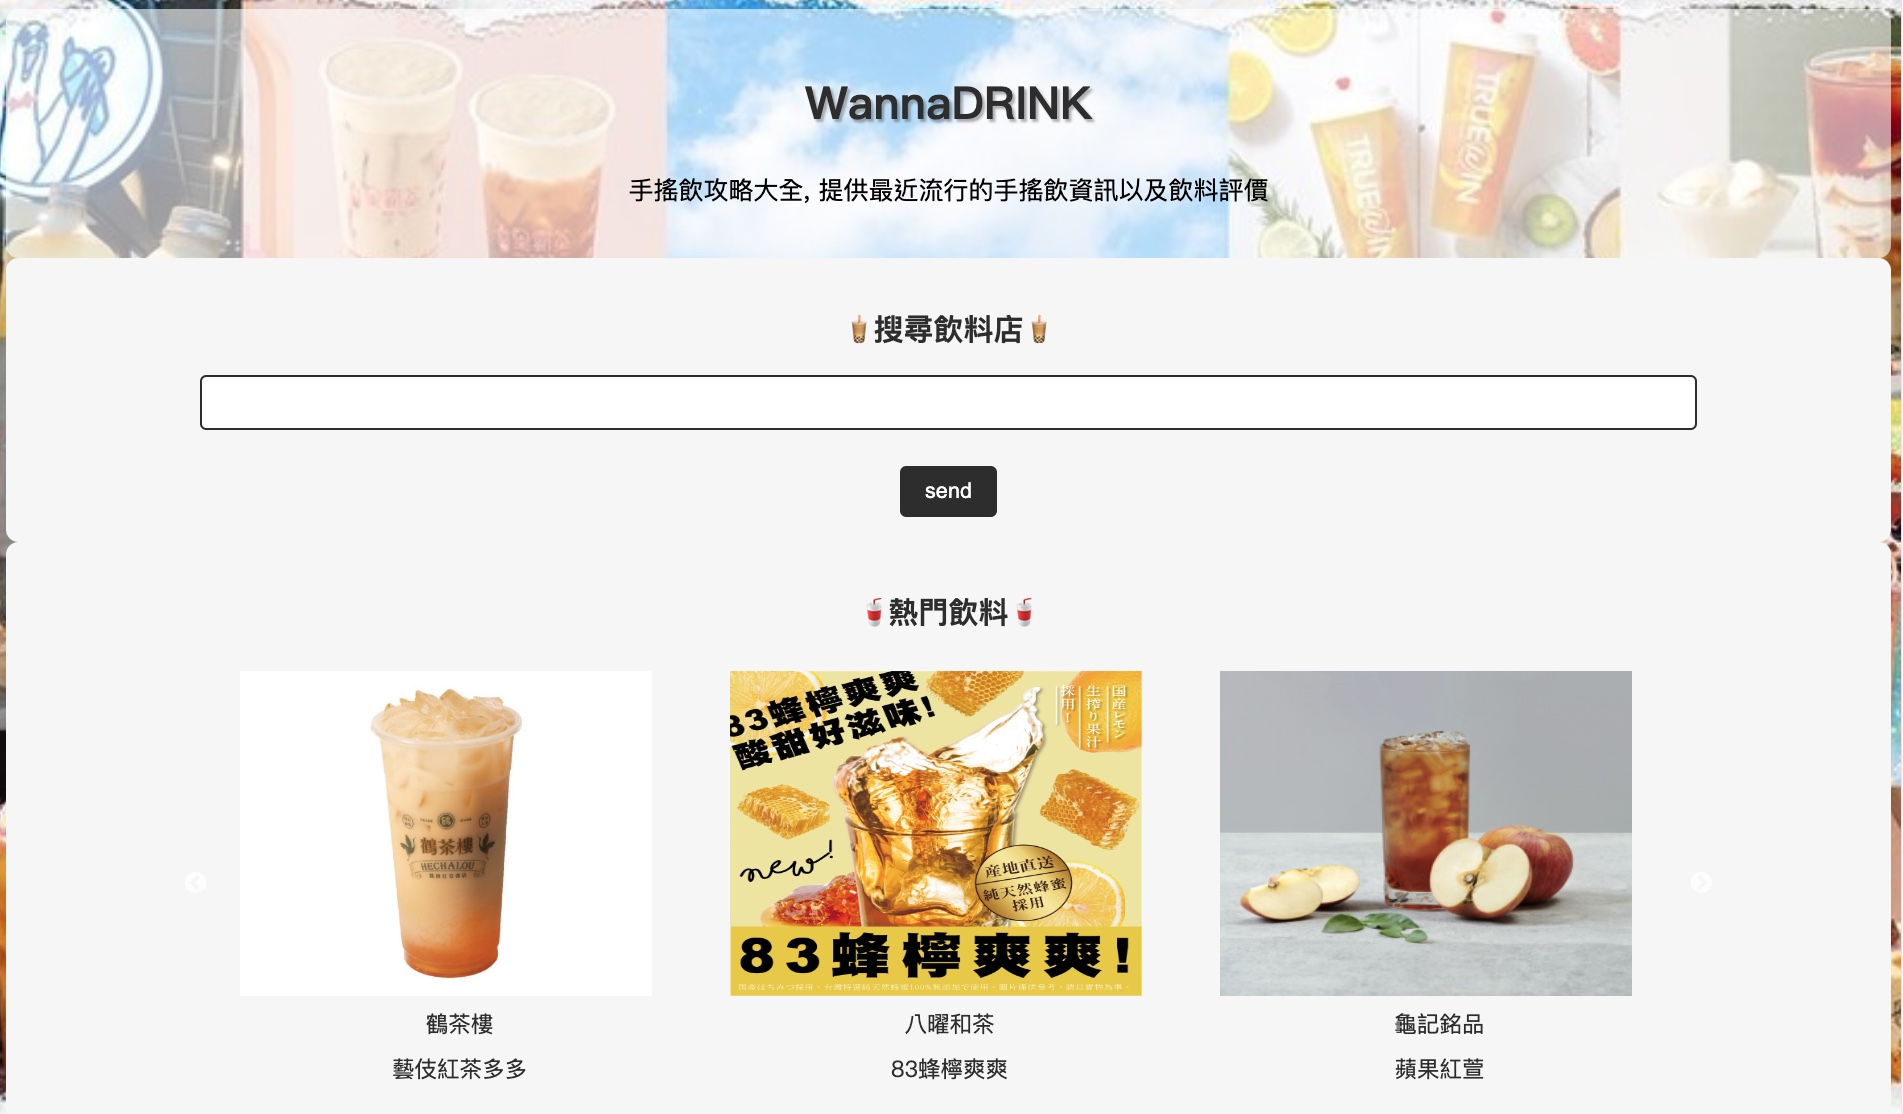 WannaDRINK
手搖飲攻略大全, 提供最近流行的手搖飲資訊以及飲料評價
TRUE@IN
TRUE@IN
搜尋飲料店
send
熱門飲料
鶴茶樓
HECHALOU
83蜂檸爽爽
酸甜好滋味!
国産レモン
生搾り果汁
採用!
new!
産地直送
純天然蜂蜜
採用
83蜂檸爽爽!
鶴茶樓
八曜和茶
龜記銘品
藝伎紅茶多多
83蜂檸爽爽
蘋果紅萱